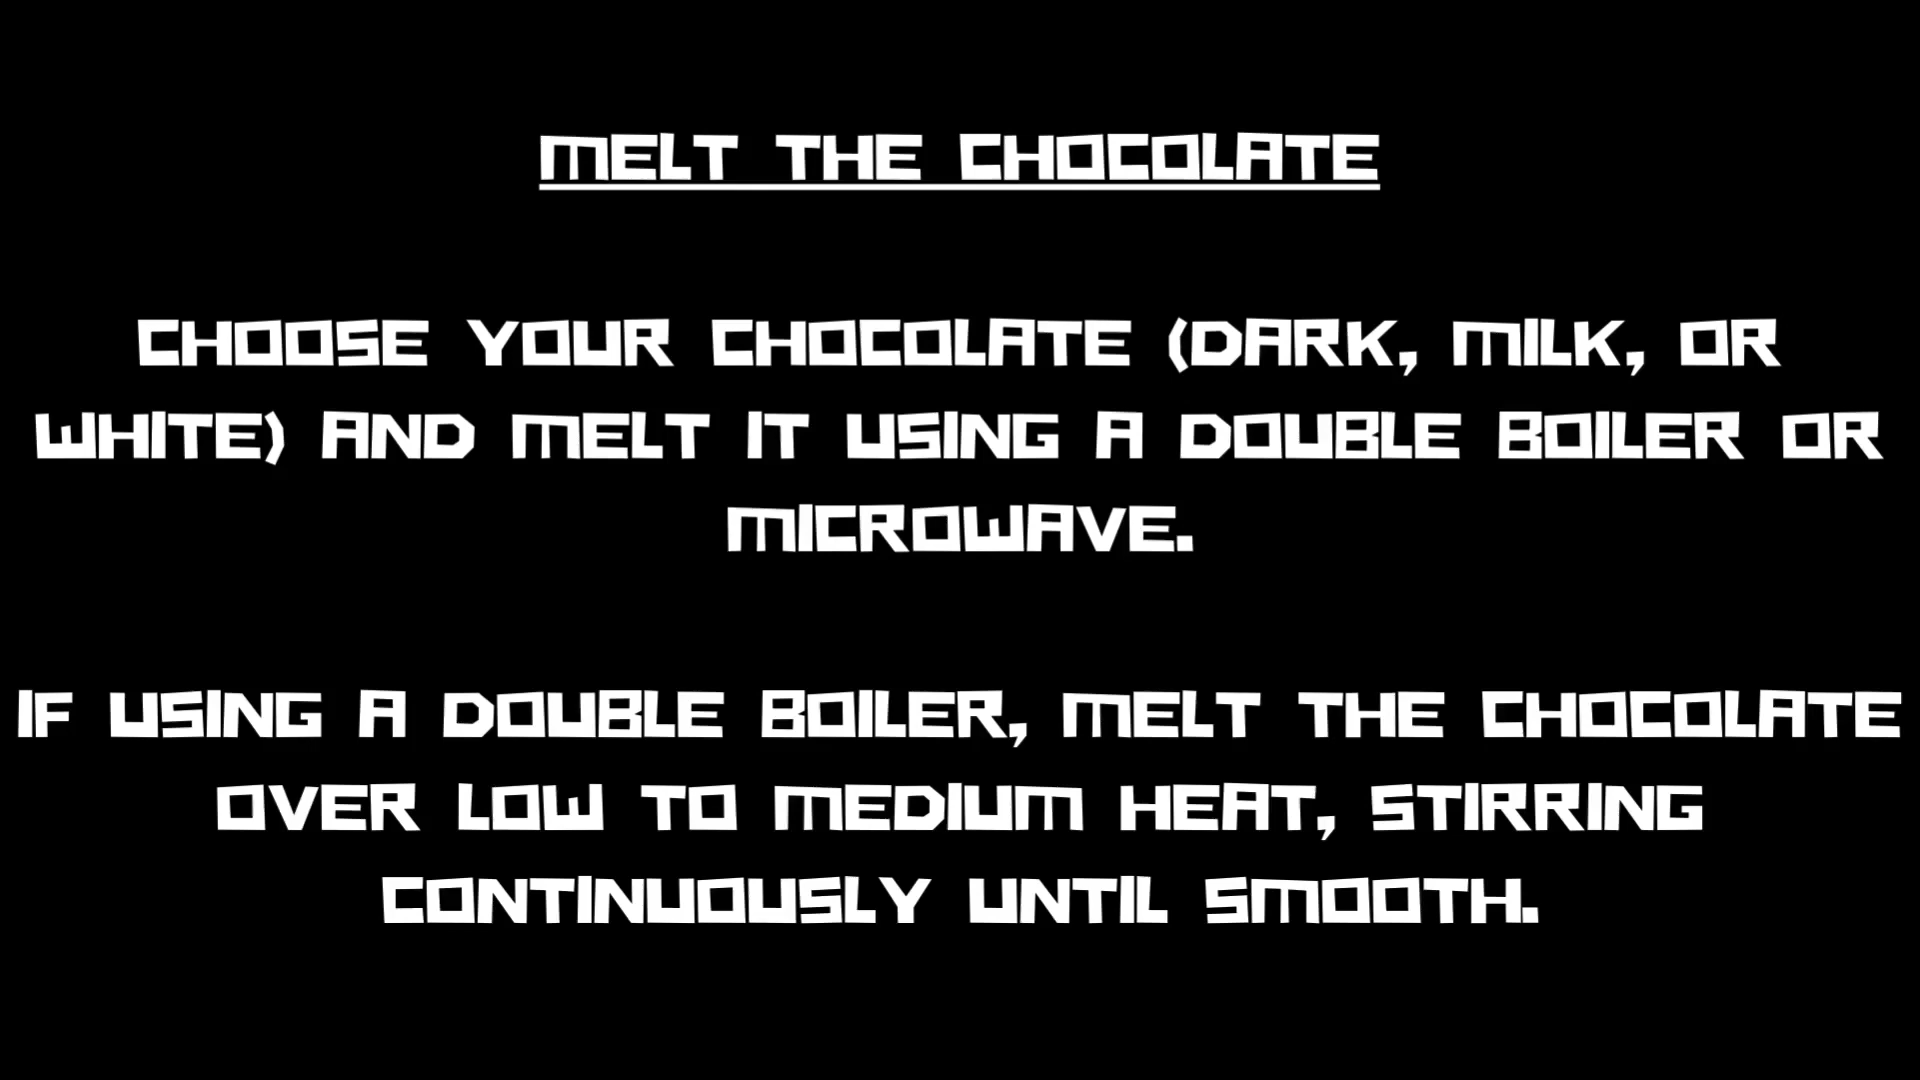 MELT THE CHOCOLATE
CHOOSE YOUR CHOCOLATE (DARK, MILK, OR
WHITE) AND MELT IT USING A DOUBLE BOILER OR
MICROWAVE.
IF USING A DOUBLE BOILER, MELT THE CHOCOLATE
OVER LOW TO MEDIUM HEAT, STIRRING
CONTINUOUSLY UNTIL SMOOTH.